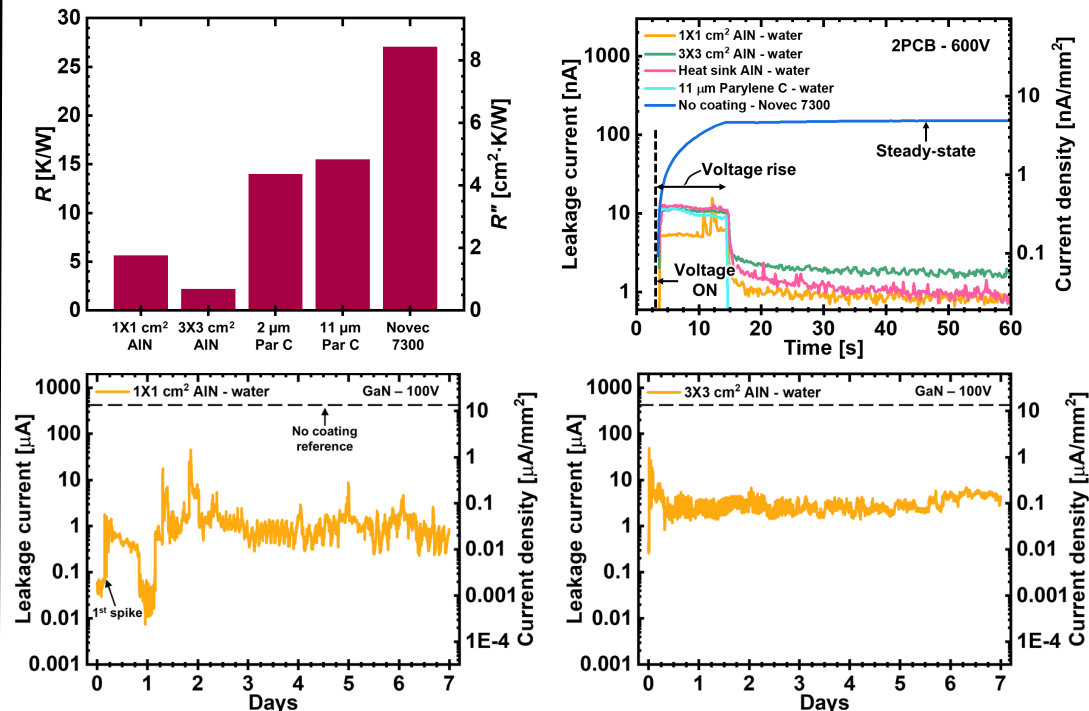 30
25
20
15
10
5
0
R [K/W]
8
6
4
2
0
R" [cm²·K/W]
1X1 cm² AlN
3X3 cm² AlN
2 µm Par C
11 µm Par C
Novec 7300
1X1 cm² AlN - water
3X3 cm² AlN - water
Heat sink AlN - water
11 µm Parylene C - water
No coating - Novec 7300
2PCB - 600V
Steady-state
Voltage rise
Voltage ON
1000
100
10
1
Leakage current [nA]
10
1
0.1
Current density [nA/mm²]
0 10 20 30 40 50 60
Time [s]
1X1 cm² AlN - water
GaN – 100V
No coating reference
1st spike
1000
100
10
1
0.1
0.01
0.001
Leakage current [µA]
10
1
0.1
0.01
0.001
1E-4
Current density [µA/mm²]
0 1 2 3 4 5 6 7
Days
3X3 cm² AlN - water
GaN – 100V
1000
100
10
1
0.1
0.01
0.001
Leakage current [µA]
10
1
0.1
0.01
0.001
1E-4
Current density [µA/mm²]
0 1 2 3 4 5 6 7
Days